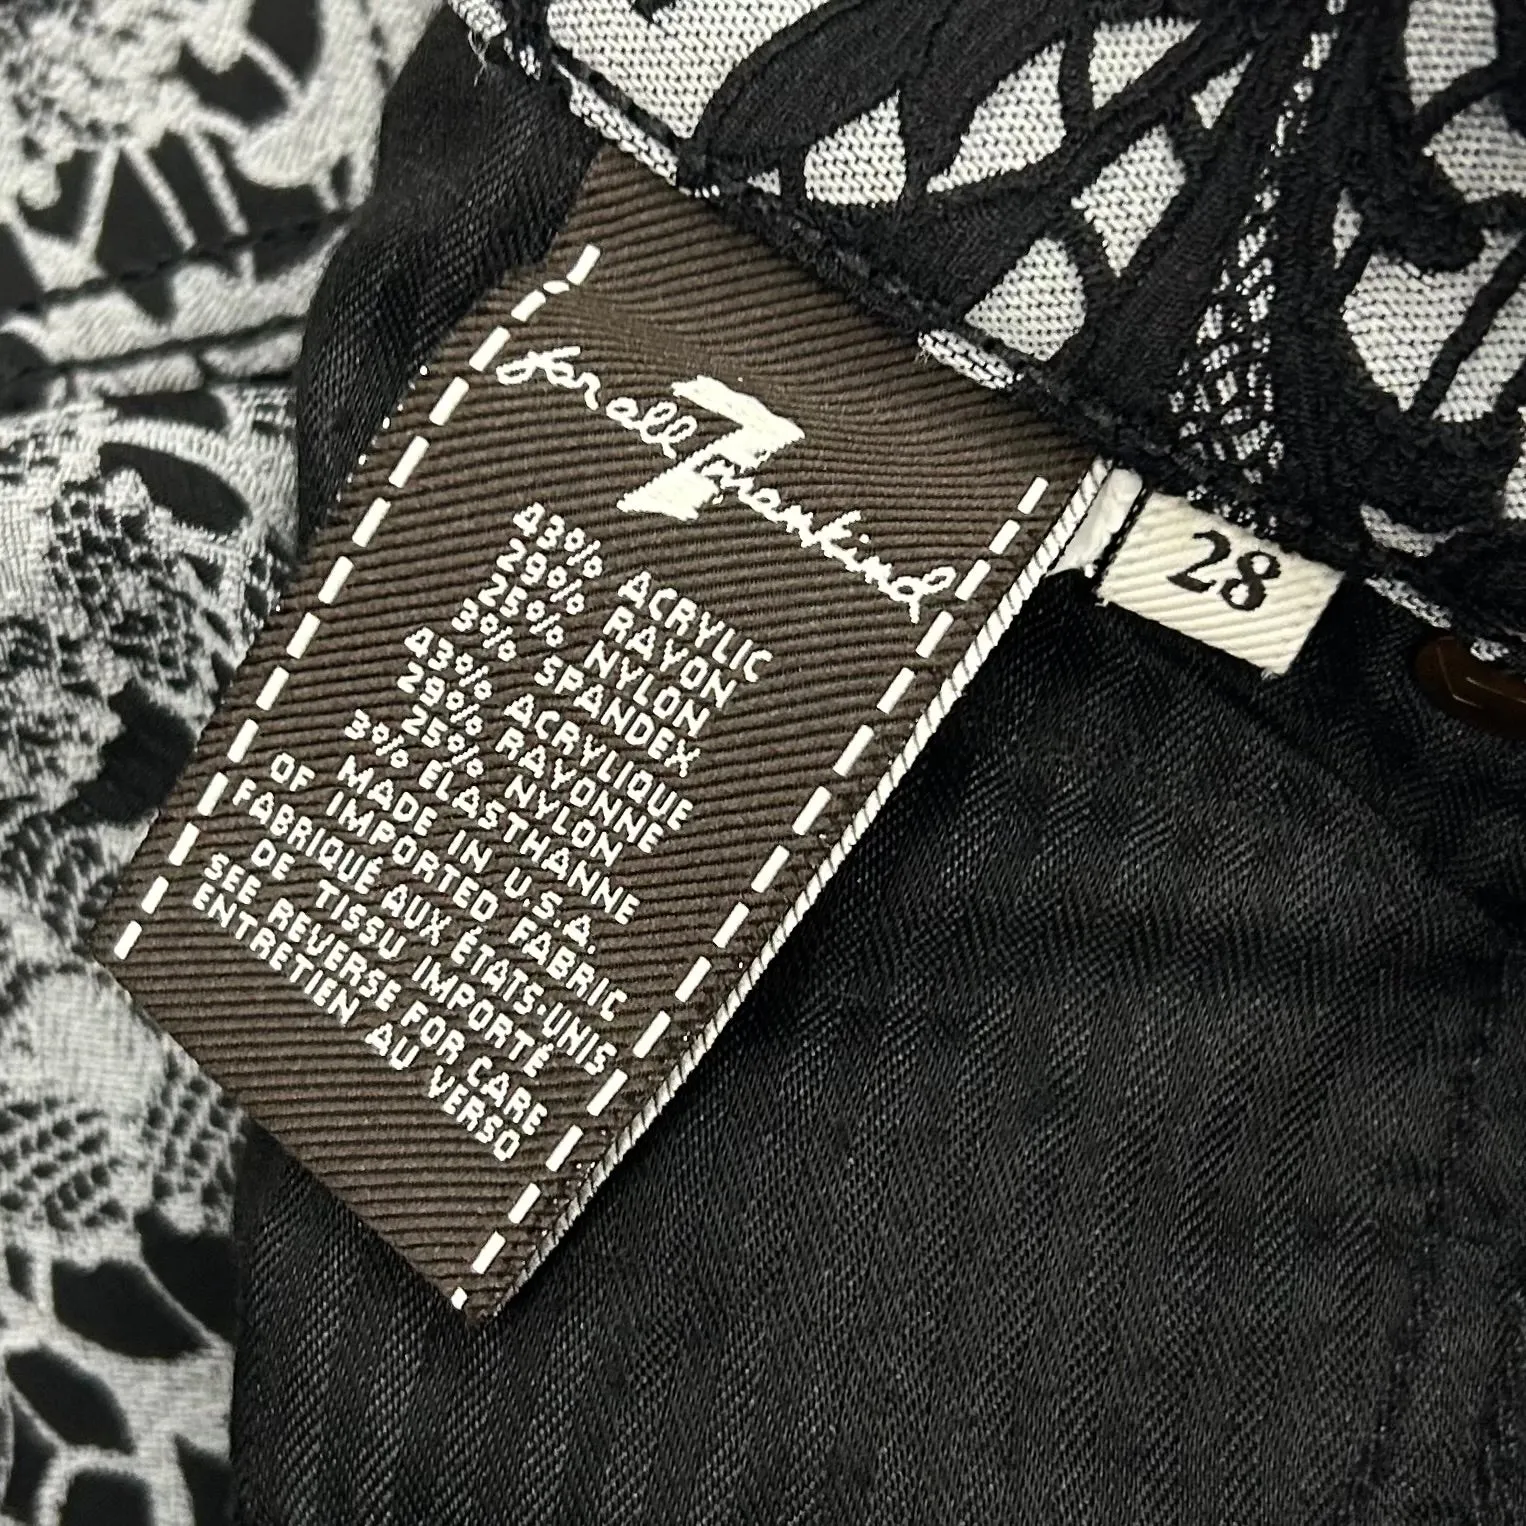 for all 7 mankind
43% ACRYLIC
29% RAYON
25% NYLON
3% SPANDEX
43% ACRYLIQUE
29% RAYONNE
25% NYLON
3% ELASTHANNE
MADE IN U.S.A.
OF IMPORTED FABRIC
FABRIQUÉ AUX ÉTATS-UNIS
DE TISSU IMPORTÉ
SEE REVERSE FOR CARE
ENTRETIEN AU VERSO
28